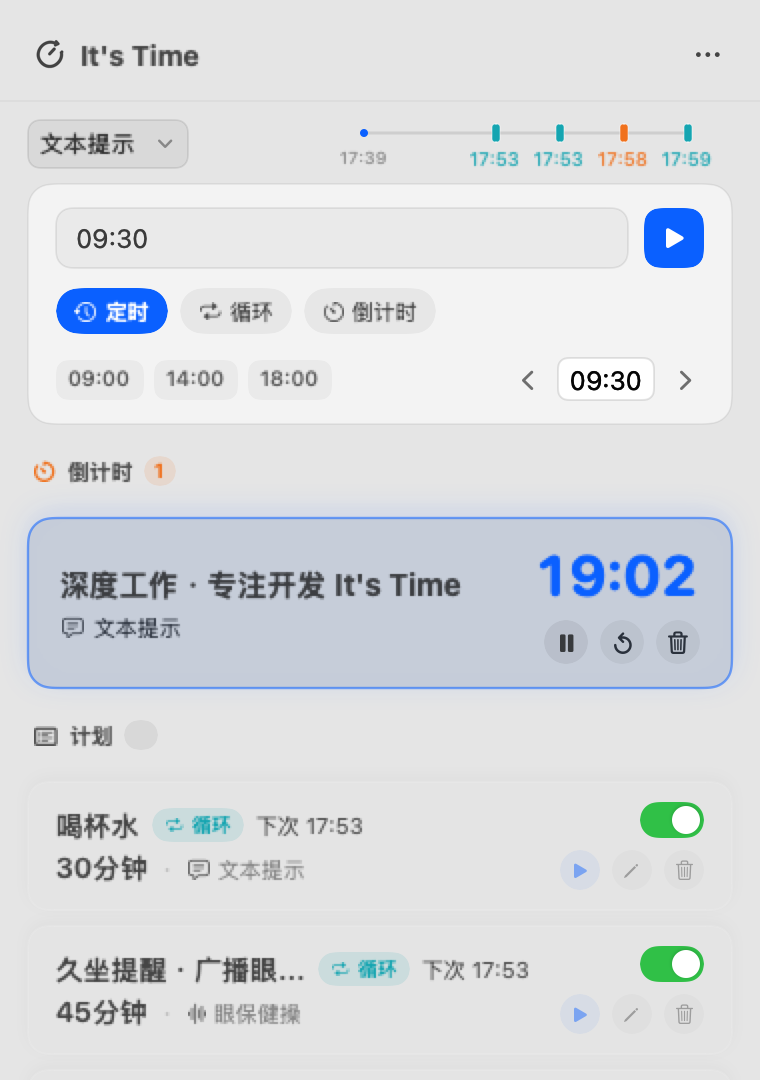 It's Time
文本提示
17:39 17:53 17:53 17:58 17:59
09:30
定时 循环 倒计时
09:00 14:00 18:00 09:30
倒计时 1
深度工作 · 专注开发 It's Time
19:02
文本提示
计划
喝杯水 循环 下次 17:53
30分钟 · 文本提示
久坐提醒 · 广播眼... 循环 下次 17:53
45分钟 · 眼保健操